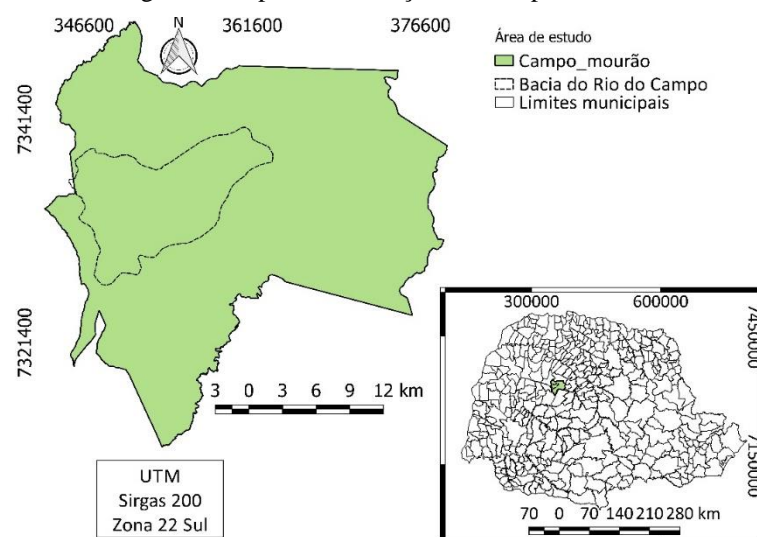 N
346600 361600 376600
7341400
7321400
Área de estudo
Campo_mourão
Bacia do Rio do Campo
Limites municipais
3 0 3 6 9 12 km
UTM
Sirgas 200
Zona 22 Sul
300000 600000
7450000
7150000
70 0 70 140 210 280 km